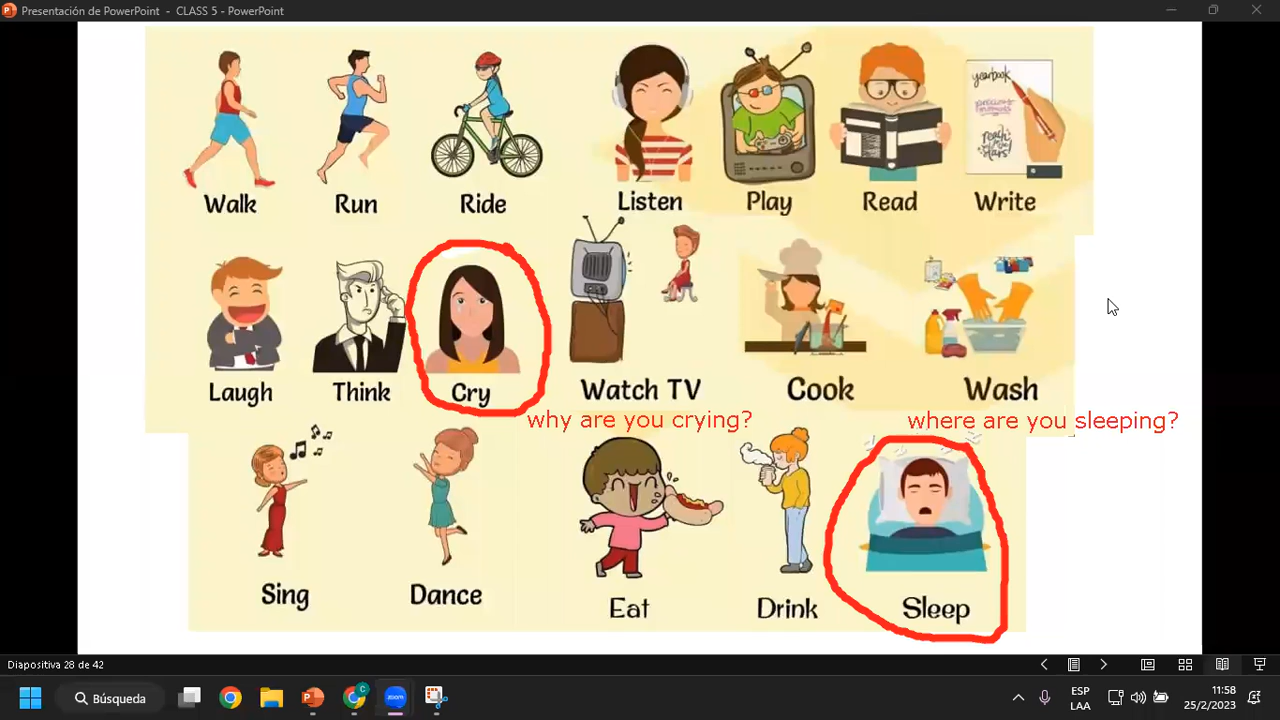 Presentación de PowerPoint - CLASS 5 - PowerPoint
yearbook
Walk Run Ride Listen Play Read Write
Laugh Think Cry Watch TV Cook Wash
why are you crying? where are you sleeping?
Sing Dance Eat Drink Sleep
Diapositiva 28 de 42
Búsqueda
zoom
ESP
LAA
11:58
25/2/2023